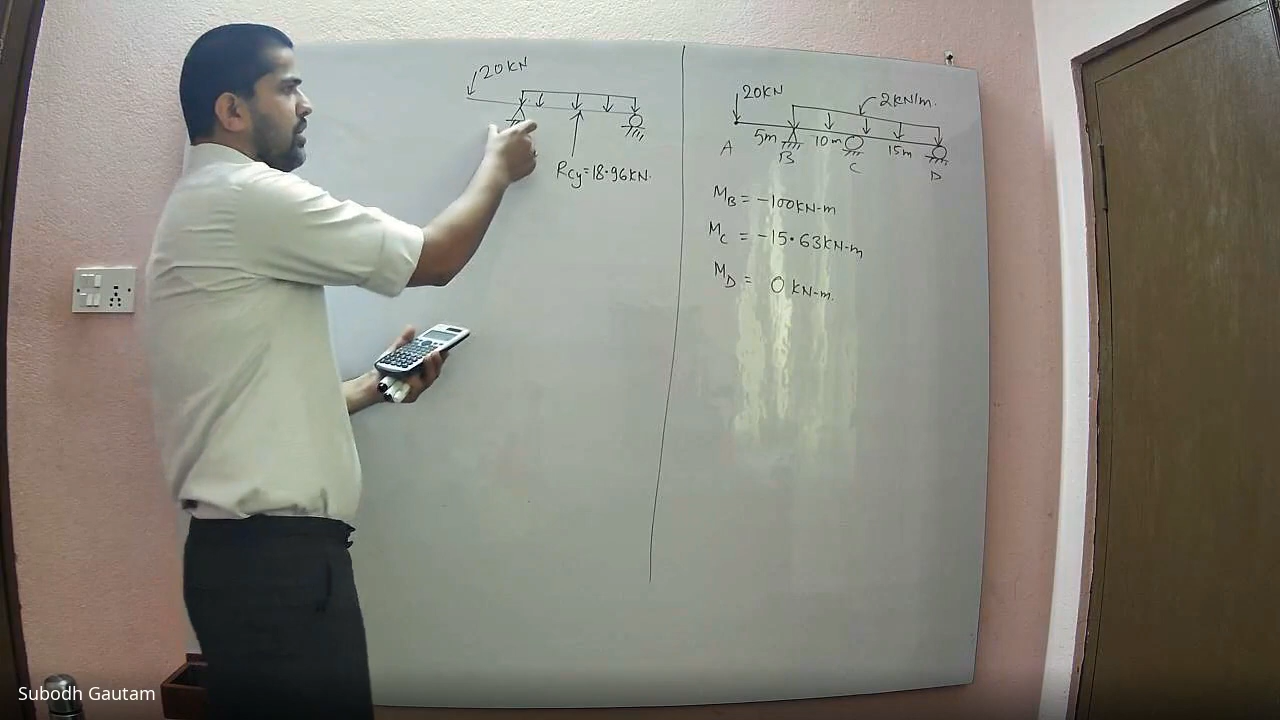 20KN
Rcy=18.96KN.
20KN
2KN/m.
5m
10m
15m
A
B
C
D
MB = -100KN-m
MC = -15.63KN-m
MD = 0 KN-m.
Subodh Gautam